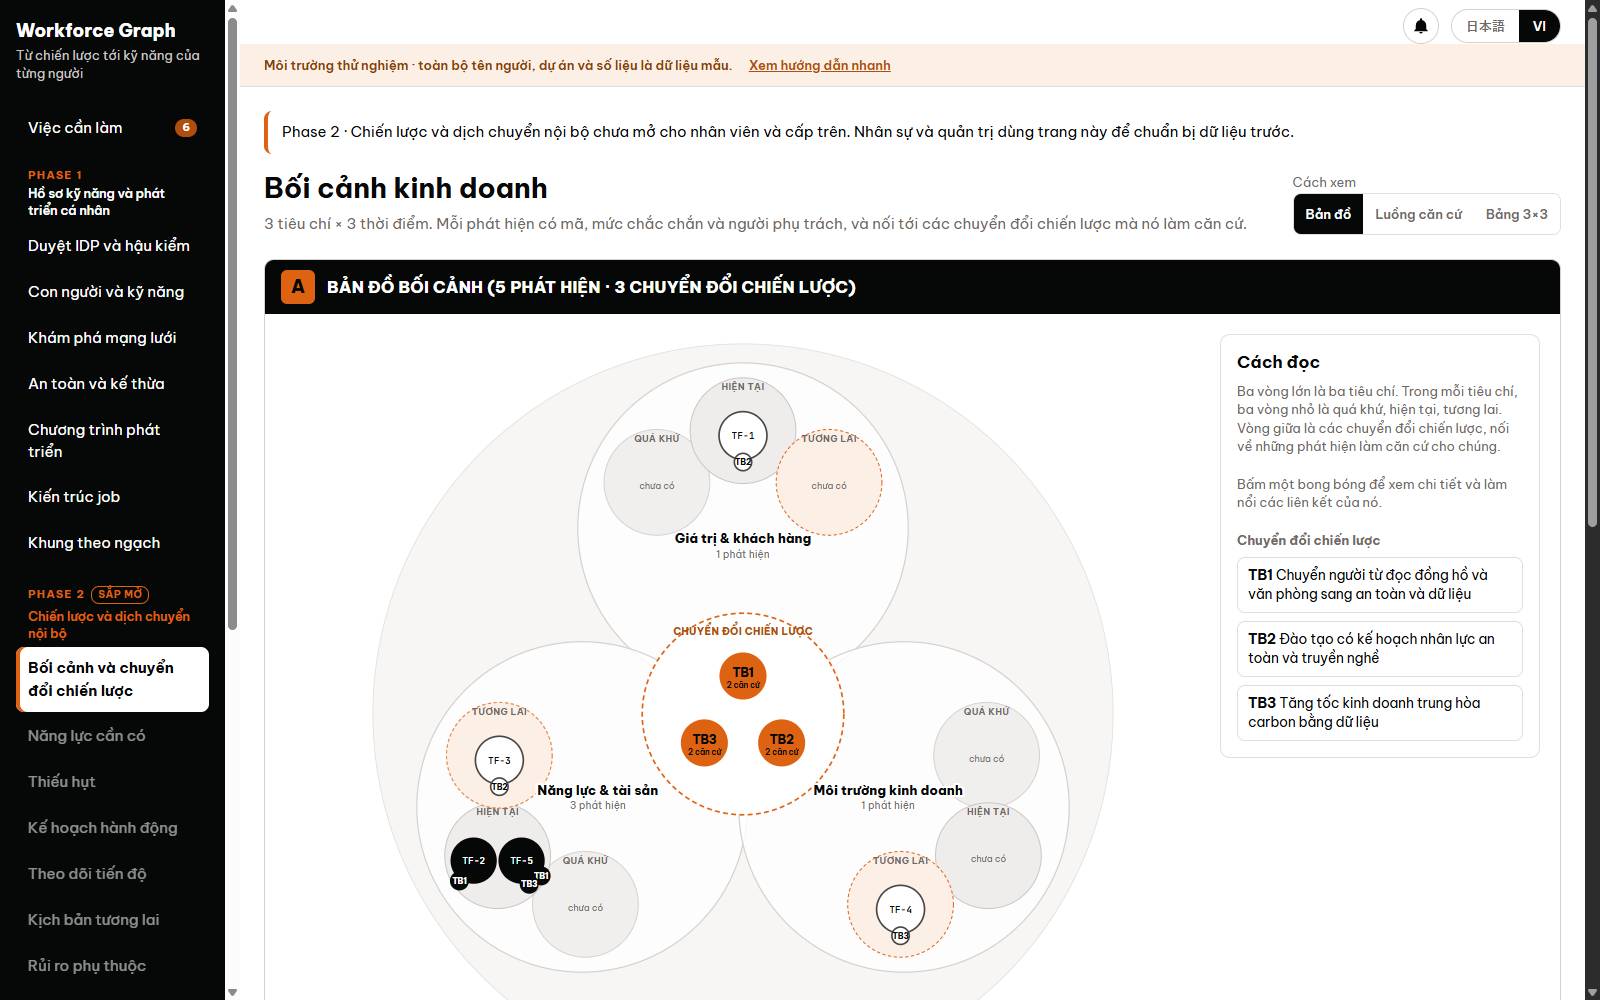 Workforce Graph
Từ chiến lược tới kỹ năng của
từng người
Việc cần làm
6
PHASE 1
Hồ sơ kỹ năng và phát
triển cá nhân
Duyệt IDP và hậu kiểm
Con người và kỹ năng
Khám phá mạng lưới
An toàn và kế thừa
Chương trình phát
triển
Kiến trúc job
Khung theo ngạch
PHASE 2 SẮP MỞ
Chiến lược và dịch chuyển
nội bộ
Bối cảnh và chuyển
đổi chiến lược
Năng lực cần có
Thiếu hụt
Kế hoạch hành động
Theo dõi tiến độ
Kịch bản tương lai
Rủi ro phụ thuộc
日本語 VI
Môi trường thử nghiệm · toàn bộ tên người, dự án và số liệu là dữ liệu mẫu. Xem hướng dẫn nhanh
Phase 2 · Chiến lược và dịch chuyển nội bộ chưa mở cho nhân viên và cấp trên. Nhân sự và quản trị dùng trang này để chuẩn bị dữ liệu trước.
Bối cảnh kinh doanh
3 tiêu chí × 3 thời điểm. Mỗi phát hiện có mã, mức chắc chắn và người phụ trách, và nối tới các chuyển đổi chiến lược mà nó làm căn cứ.
Cách xem
Bản đồ Luồng căn cứ Bảng 3×3
A BẢN ĐỒ BỐI CẢNH (5 PHÁT HIỆN · 3 CHUYỂN ĐỔI CHIẾN LƯỢC)
HIỆN TẠI
TF-1
TB2
QUÁ KHỨ
chưa có
TƯƠNG LAI
chưa có
Giá trị & khách hàng
1 phát hiện
CHUYỂN ĐỔI CHIẾN LƯỢC
TB1
2 căn cứ
TB3
2 căn cứ
TB2
2 căn cứ
TƯƠNG LAI
TF-3
TB2
Năng lực & tài sản
3 phát hiện
HIỆN TẠI
TF-2
TB1
TF-5
TB1
TB3
QUÁ KHỨ
chưa có
Môi trường kinh doanh
1 phát hiện
QUÁ KHỨ
chưa có
HIỆN TẠI
chưa có
TƯƠNG LAI
TF-4
TB3
Cách đọc
Ba vòng lớn là ba tiêu chí. Trong mỗi tiêu chí,
ba vòng nhỏ là quá khứ, hiện tại, tương lai.
Vòng giữa là các chuyển đổi chiến lược, nối
về những phát hiện làm căn cứ cho chúng.
Bấm một bong bóng để xem chi tiết và làm
nổi các liên kết của nó.
Chuyển đổi chiến lược
TB1 Chuyển người từ đọc đồng hồ và
văn phòng sang an toàn và dữ liệu
TB2 Đào tạo có kế hoạch nhân lực an
toàn và truyền nghề
TB3 Tăng tốc kinh doanh trung hòa
carbon bằng dữ liệu